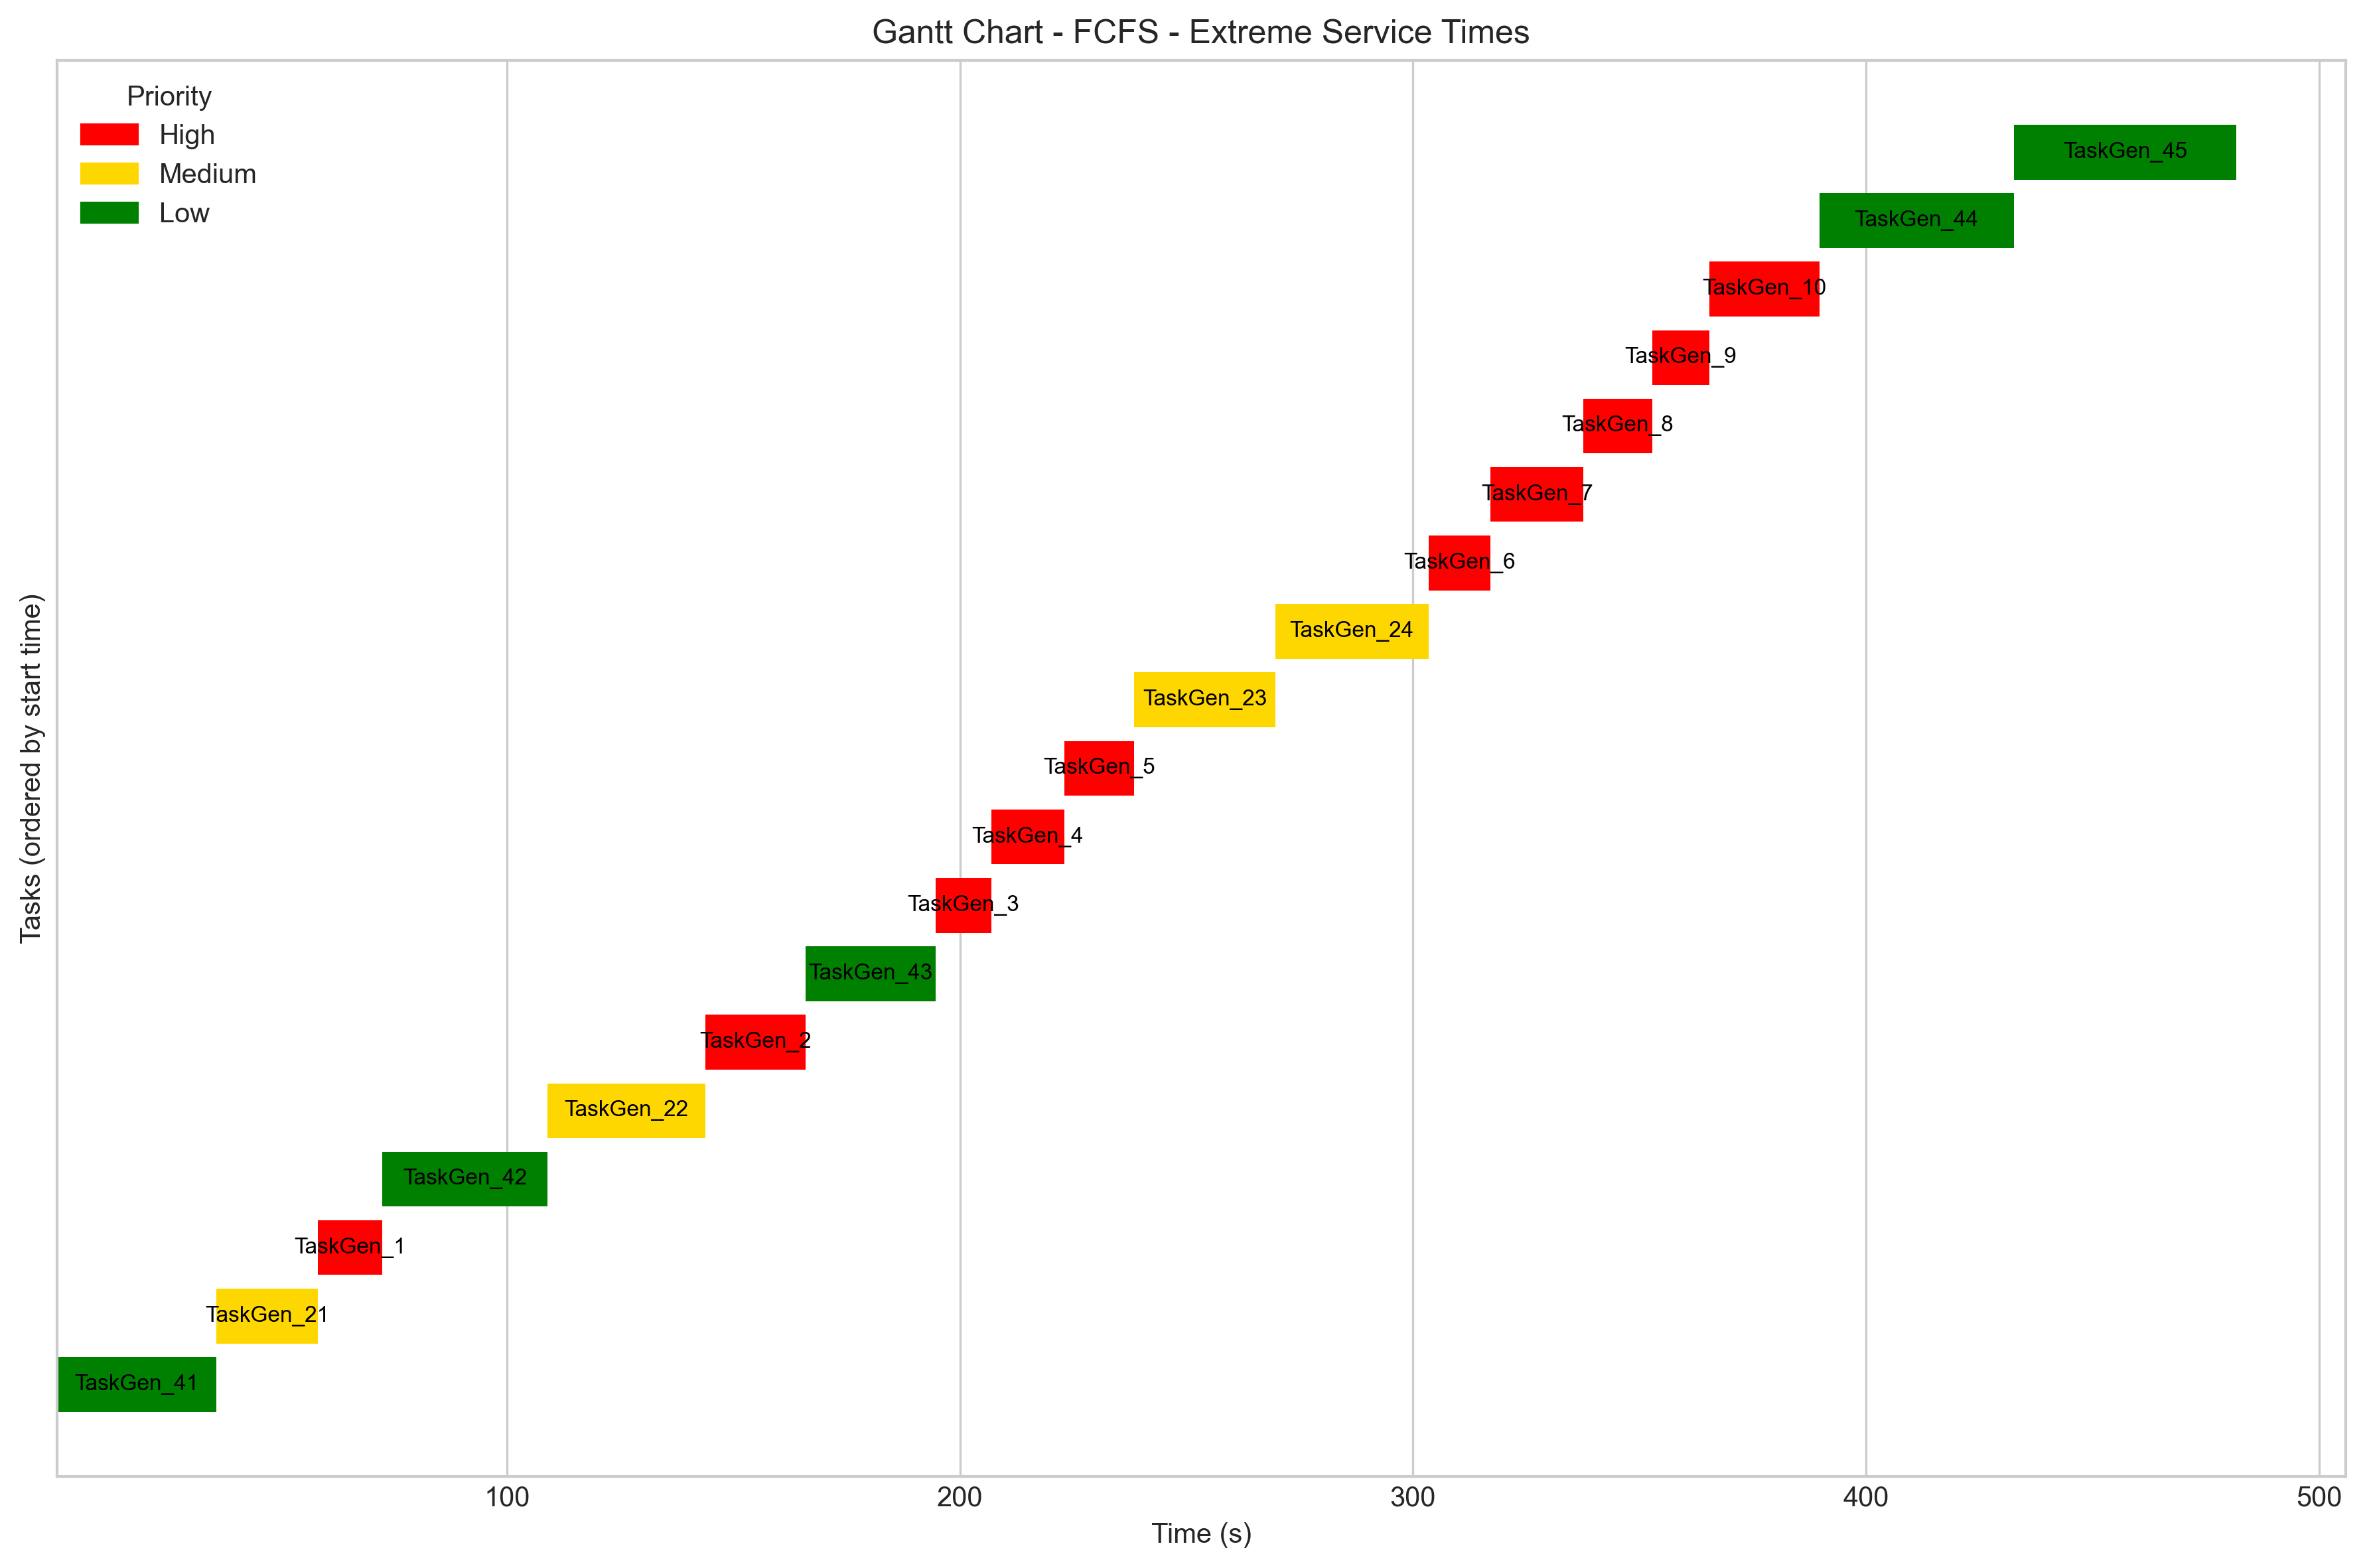 Gantt Chart - FCFS - Extreme Service Times
Priority
High
Medium
Low
TaskGen_45
TaskGen_44
TaskGen_10
TaskGen_9
TaskGen_8
TaskGen_7
TaskGen_6
TaskGen_24
TaskGen_23
TaskGen_5
TaskGen_4
TaskGen_3
TaskGen_43
TaskGen_2
TaskGen_22
TaskGen_42
TaskGen_1
TaskGen_21
TaskGen_41
Tasks (ordered by start time)
100 200 300 400 500
Time (s)